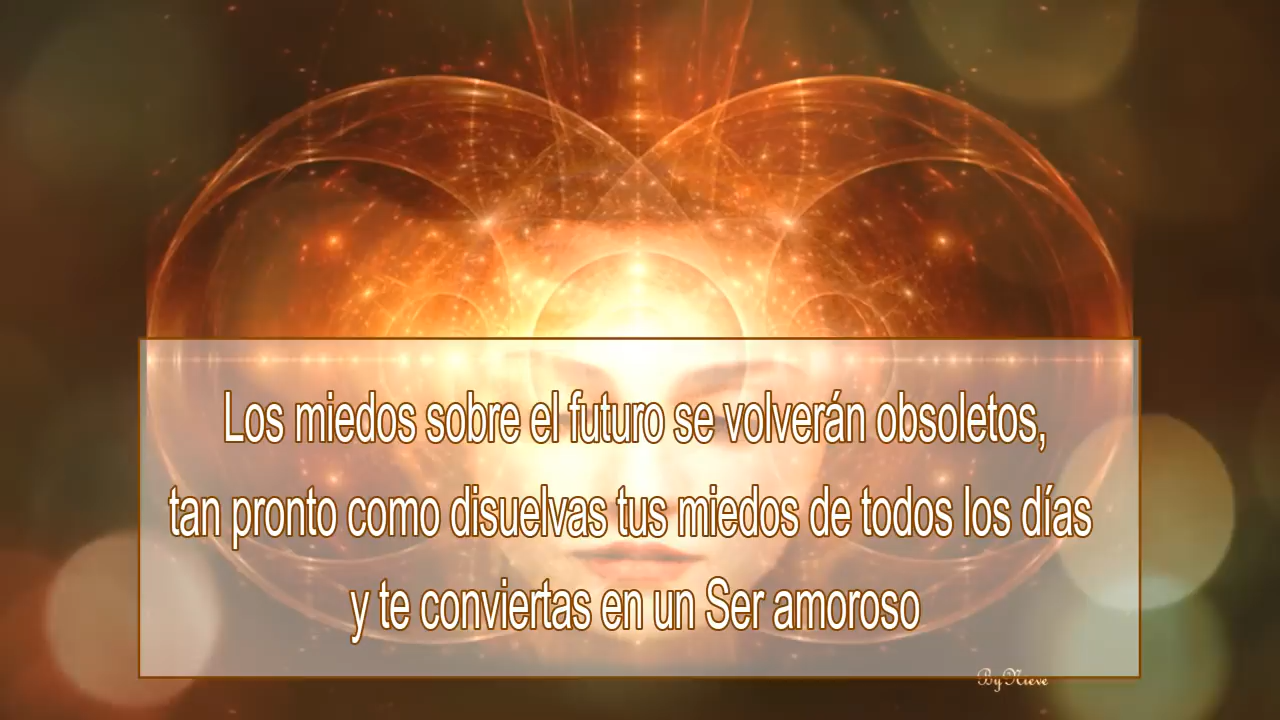 Los miedos sobre el futuro se volverán obsoletos,
tan pronto como disuelvas tus miedos de todos los días
y te conviertas en un Ser amoroso
By Nieve